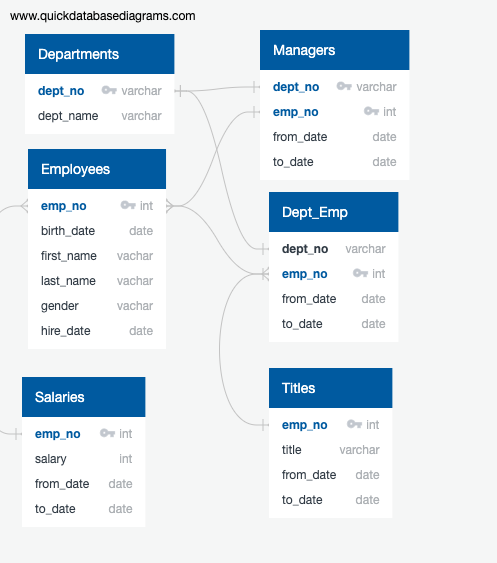 www.quickdatabasediagrams.com
Departments
dept_no varchar
dept_name varchar
Employees
emp_no int
birth_date date
first_name vachar
last_name vachar
gender vachar
hire_date date
Salaries
emp_no int
salary int
from_date date
to_date date
Managers
dept_no varchar
emp_no int
from_date date
to_date date
Dept_Emp
dept_no varchar
emp_no int
from_date date
to_date date
Titles
emp_no int
title varchar
from_date date
to_date date